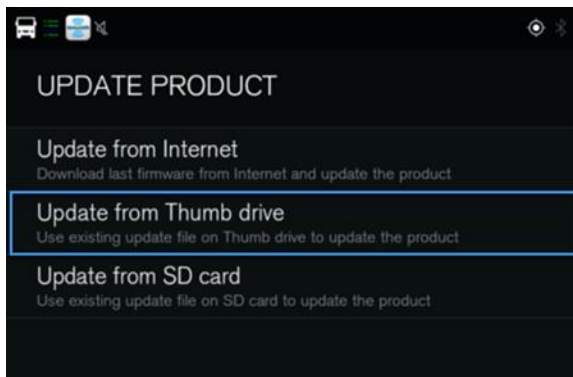 UPDATE PRODUCT
Update from Internet
Download last firmware from Internet and update the product
Update from Thumb drive
Use existing update file on Thumb drive to update the product
Update from SD card
Use existing update file on SD card to update the product